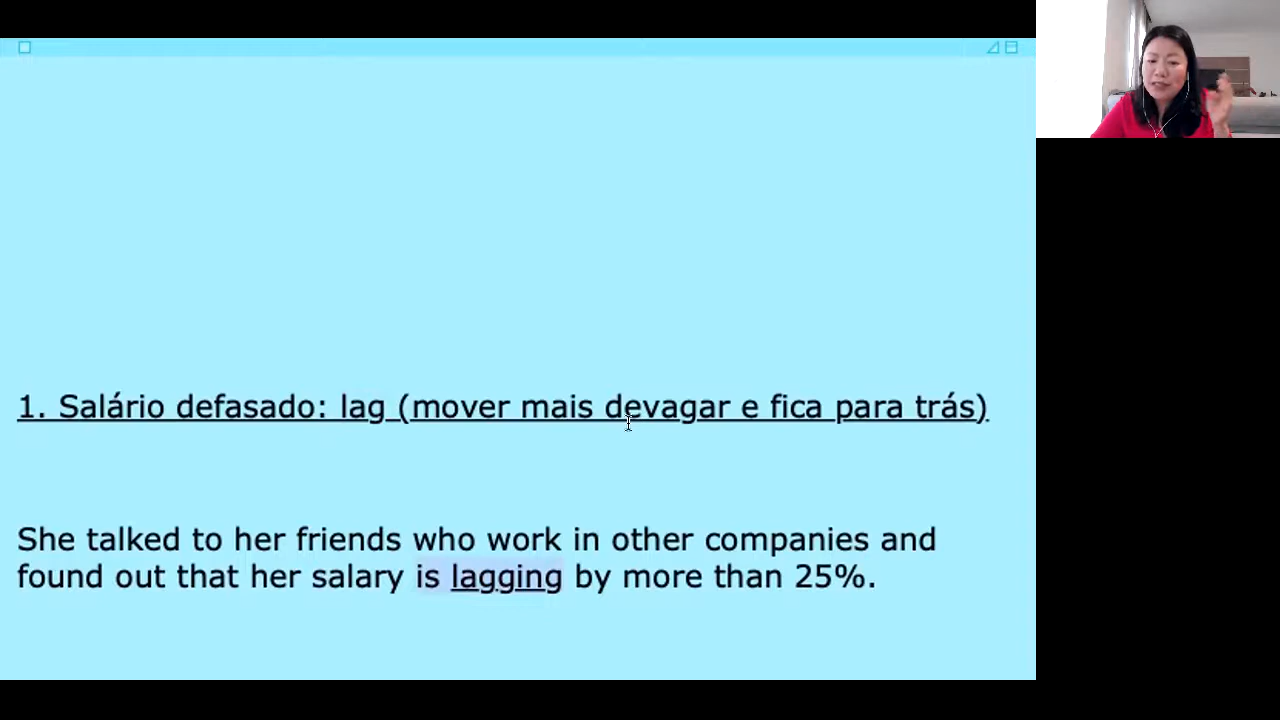 1. Salário defasado: lag (mover mais devagar e fica para trás)
She talked to her friends who work in other companies and
found out that her salary is lagging by more than 25%.